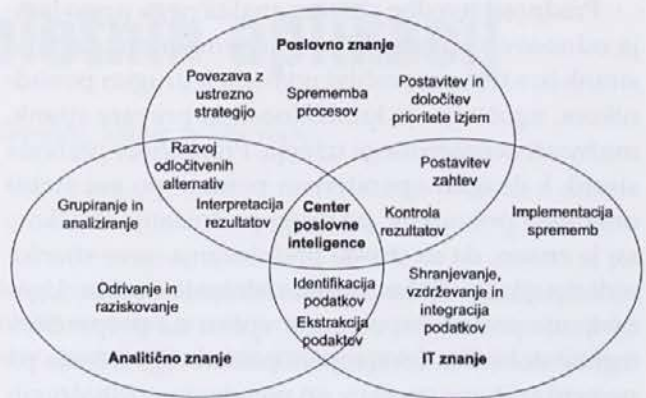 Poslovno znanje
Povezava z
ustrezno
strategijo
Sprememba
procesov
Postavitev in
določitev
prioritete izjem
Razvoj
odločitvenih
alternativ
Postavitev
zahtev
Grupiranje in
analiziranje
Interpretacija
rezultatov
Center
poslovne
inteligence
Kontrola
rezultatov
Implementacija
sprememb
Odrivanje in
raziskovanje
Identifikacija
podatkov
Ekstrakcija
podaktov
Shranjevanje,
vzdrževanje in
integracija
podatkov
Analitično znanje
IT znanje